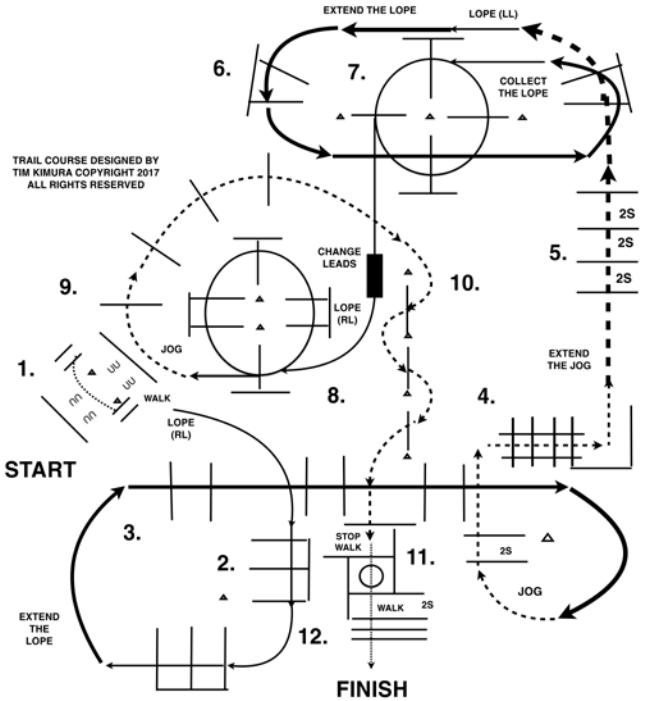 EXTEND THE LOPE
LOPE (LL)
6.
7.
COLLECT
THE LOPE
TRAIL COURSE DESIGNED BY
TIM KIMURA COPYRIGHT 2017
ALL RIGHTS RESERVED
2S
2S
5.
2S
CHANGE
LEADS
10.
9.
LOPE
(RL)
JOG
EXTEND
THE JOG
1.
WALK
8.
4.
LOPE
(RL)
START
3.
STOP
WALK
11.
2S
2.
JOG
WALK
2S
EXTEND
THE
LOPE
12.
FINISH